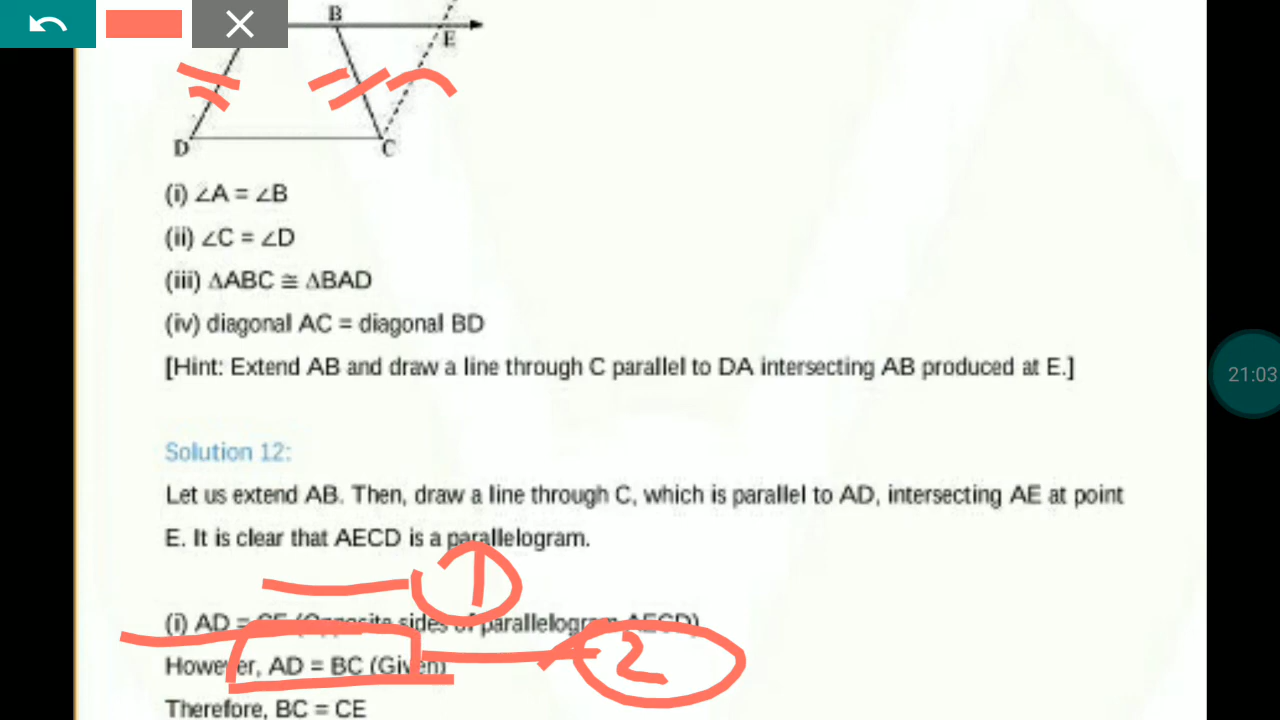 B
E
D
C
(i) ∠A = ∠B
(ii) ∠C = ∠D
(iii) ΔABC ≅ ΔBAD
(iv) diagonal AC = diagonal BD
[Hint: Extend AB and draw a line through C parallel to DA intersecting AB produced at E.]
21:03
Solution 12:
Let us extend AB. Then, draw a line through C, which is parallel to AD, intersecting AE at point
E. It is clear that AECD is a parallelogram.
1
(i) AD = CE (Opposite sides of parallelogram AECD)
However, AD = BC (Given)
2
Therefore, BC = CE